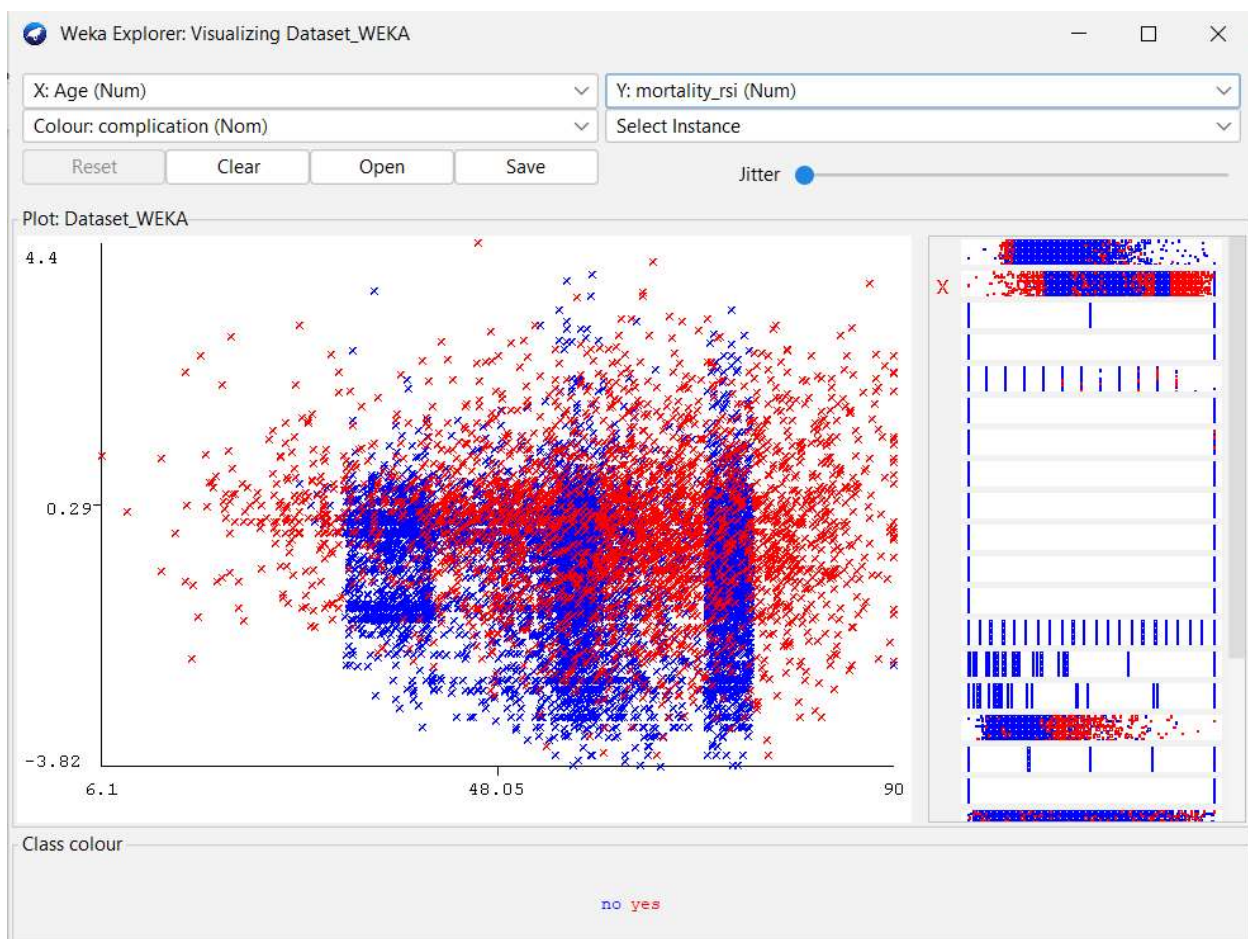 Weka Explorer: Visualizing Dataset_WEKA
X: Age (Num)
Y: mortality_rsi (Num)
Colour: complication (Nom)
Select Instance
Reset
Clear
Open
Save
Jitter
Plot: Dataset_WEKA
4.4
0.29
-3.82
6.1
48.05
90
X
Class colour
no yes